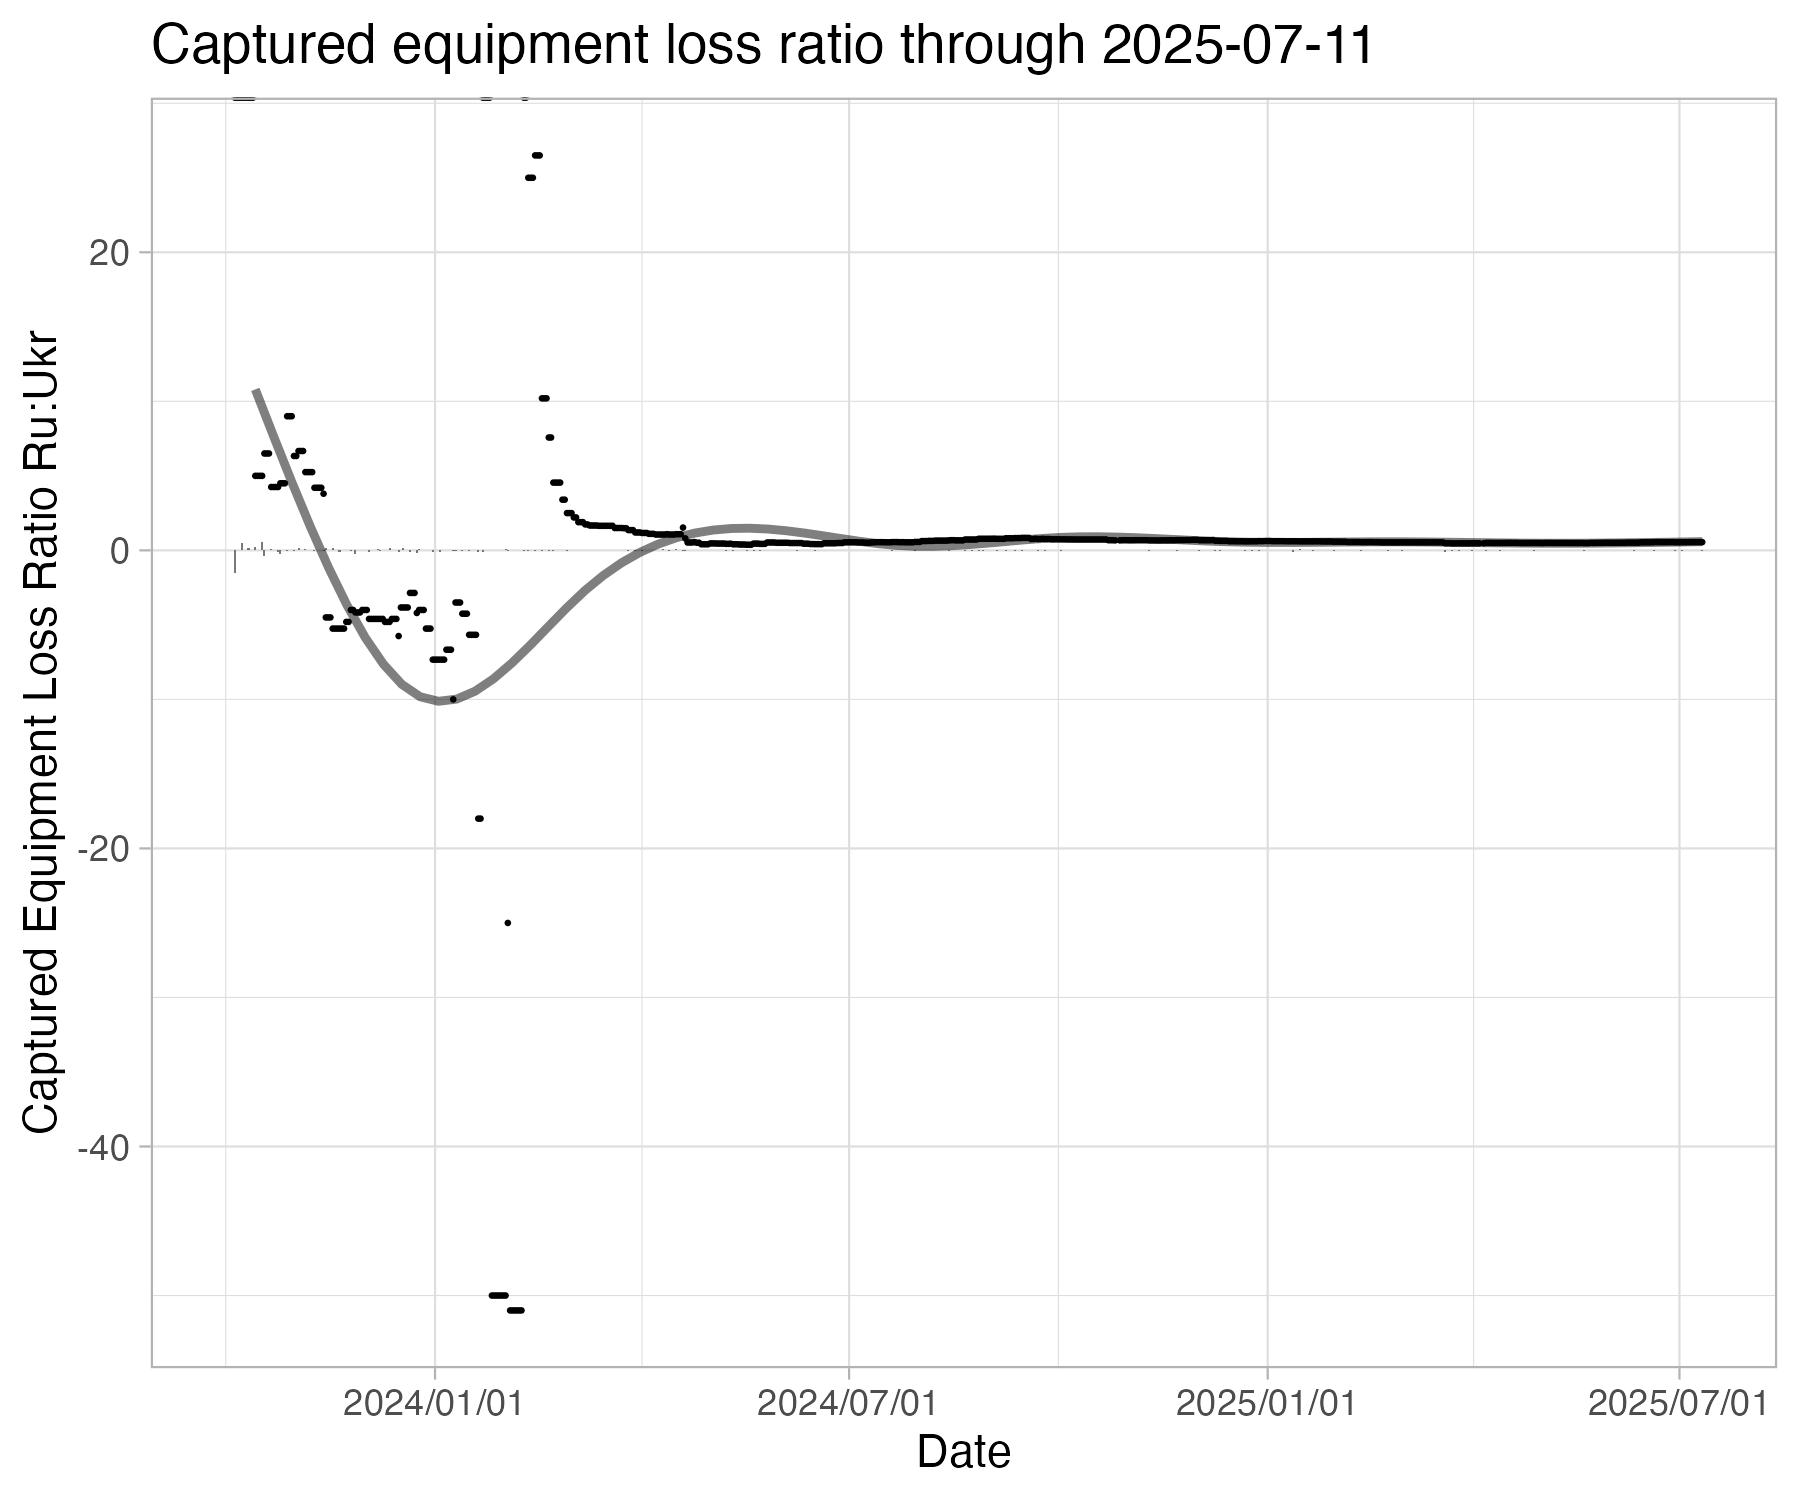 Captured equipment loss ratio through 2025-07-11
Captured Equipment Loss Ratio Ru:Ukr
20
0
-20
-40
2024/01/01
2024/07/01
2025/01/01
2025/07/01
Date